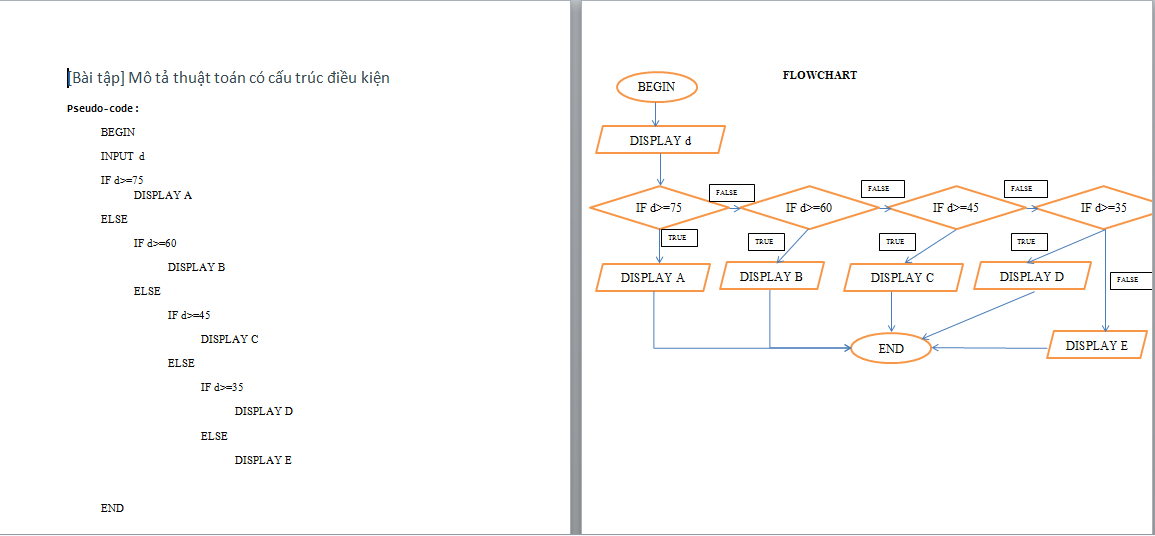 [Bài tập] Mô tả thuật toán có cấu trúc điều kiện
Pseudo-code:
BEGIN
INPUT d
IF d>=75
DISPLAY A
ELSE
IF d>=60
DISPLAY B
ELSE
IF d>=45
DISPLAY C
ELSE
IF d>=35
DISPLAY D
ELSE
DISPLAY E
END
FLOWCHART
BEGIN
DISPLAY d
FALSE
FALSE
FALSE
IF d>=75
IF d>=60
IF d>=45
IF d>=35
TRUE
TRUE
TRUE
TRUE
DISPLAY A
DISPLAY B
DISPLAY C
DISPLAY D
FALSE
END
DISPLAY E